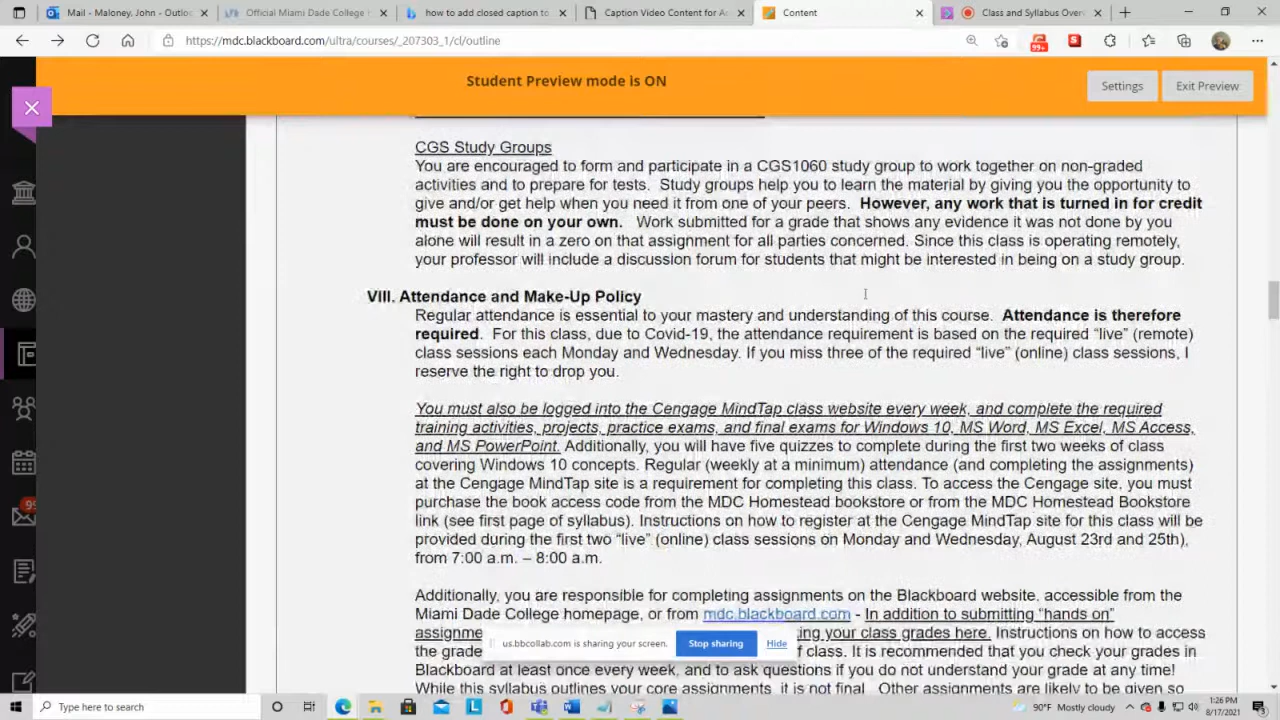 Mail - Maloney, John - Outloo
Official Miami Dade College
how to add closed caption to
Caption Video Content for Ac
Content
Class and Syllabus Over
https://mdc.blackboard.com/ultra/courses/_207303_1/cl/outline
99+
Student Preview mode is ON
Settings
Exit Preview
CGS Study Groups
You are encouraged to form and participate in a CGS1060 study group to work together on non-graded
activities and to prepare for tests. Study groups help you to learn the material by giving you the opportunity to
give and/or get help when you need it from one of your peers. However, any work that is turned in for credit
must be done on your own. Work submitted for a grade that shows any evidence it was not done by you
alone will result in a zero on that assignment for all parties concerned. Since this class is operating remotely,
your professor will include a discussion forum for students that might be interested in being on a study group.
VIII. Attendance and Make-Up Policy
Regular attendance is essential to your mastery and understanding of this course. Attendance is therefore
required. For this class, due to Covid-19, the attendance requirement is based on the required “live” (remote)
class sessions each Monday and Wednesday. If you miss three of the required “live” (online) class sessions, I
reserve the right to drop you.
You must also be logged into the Cengage MindTap class website every week, and complete the required
training activities, projects, practice exams, and final exams for Windows 10, MS Word, MS Excel, MS Access,
and MS PowerPoint. Additionally, you will have five quizzes to complete during the first two weeks of class
covering Windows 10 concepts. Regular (weekly at a minimum) attendance (and completing the assignments)
at the Cengage MindTap site is a requirement for completing this class. To access the Cengage site, you must
purchase the book access code from the MDC Homestead bookstore or from the MDC Homestead Bookstore
link (see first page of syllabus). Instructions on how to register at the Cengage MindTap site for this class will be
provided during the first two “live” (online) class sessions on Monday and Wednesday, August 23rd and 25th),
from 7:00 a.m. – 8:00 a.m.
Additionally, you are responsible for completing assignments on the Blackboard website, accessible from the
Miami Dade College homepage, or from mdc.blackboard.com - In addition to submitting “hands on”
assignme ing your class grades here. Instructions on how to access
the grade of class. It is recommended that you check your grades in
Blackboard at least once every week, and to ask questions if you do not understand your grade at any time!
While this syllabus outlines your core assignments, it is not final. Other assignments are likely to be given so
us.bbcollab.com is sharing your screen.
Stop sharing
Hide
Type here to search
90°F Mostly cloudy
1:26 PM
8/17/2021